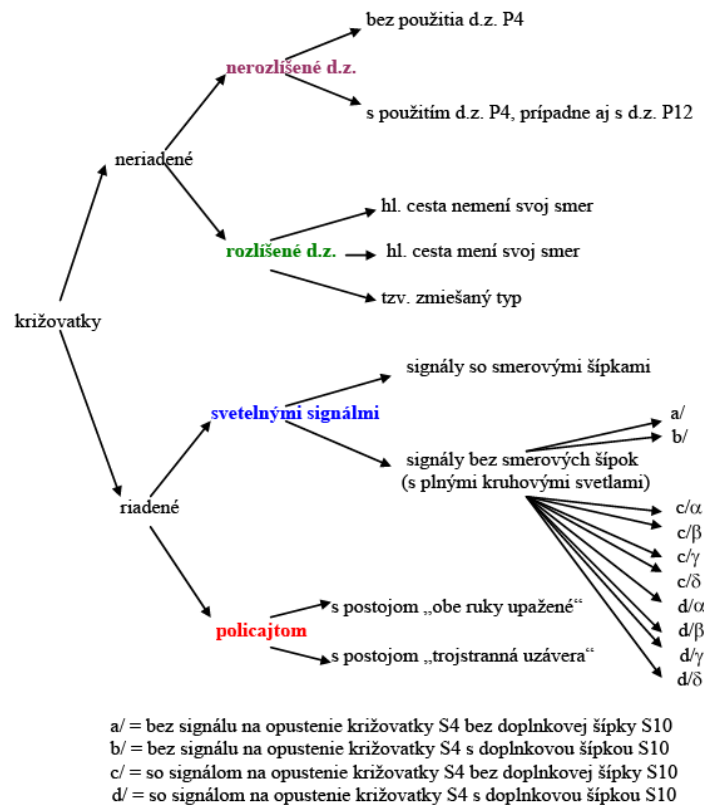 bez použitia d.z. P4
nerozlíšené d.z.
s použitím d.z. P4, prípadne aj s d.z. P12
neriadené
hl. cesta nemení svoj smer
rozlíšené d.z.
hl. cesta mení svoj smer
tzv. zmiešaný typ
križovatky
signály so smerovými šípkami
svetelnými signálmi
a/
b/
signály bez smerových šípok
(s plnými kruhovými svetlami)
riadené
c/α
c/β
c/γ
c/δ
d/α
d/β
d/γ
d/δ
s postojom „obe ruky upažené“
policajtom
s postojom „trojstranná uzávera“
a/ = bez signálu na opustenie križovatky S4 bez doplnkovej šípky S10
b/ = bez signálu na opustenie križovatky S4 s doplnkovou šípkou S10
c/ = so signálom na opustenie križovatky S4 bez doplnkovej šípky S10
d/ = so signálom na opustenie križovatky S4 s doplnkovou šípkou S10